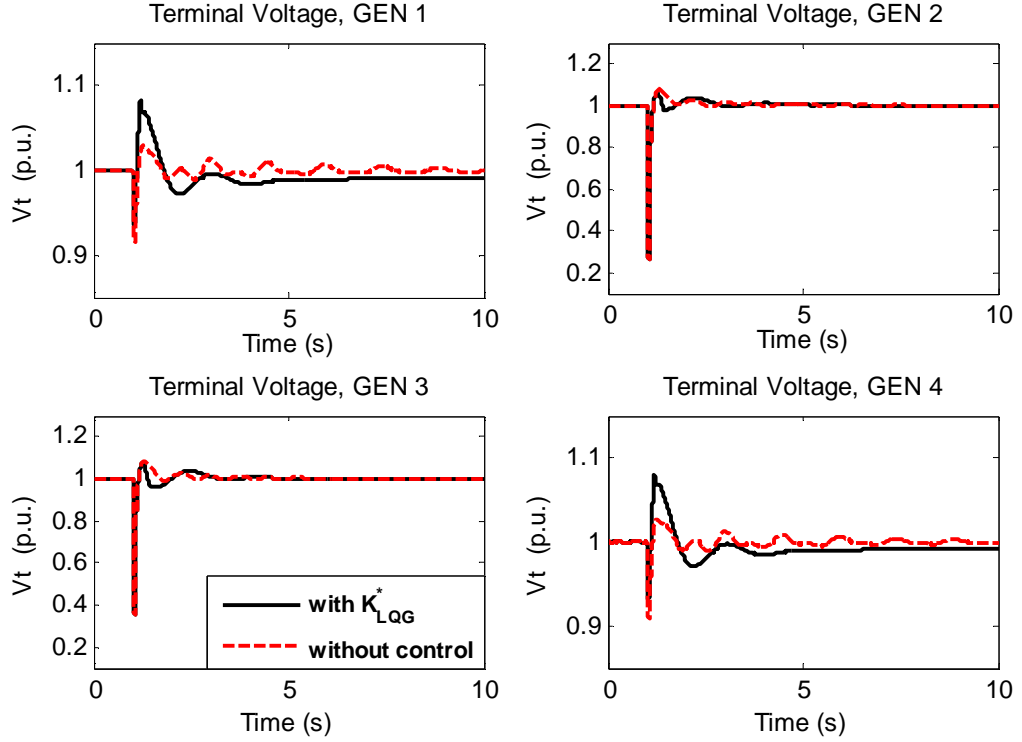 Terminal Voltage, GEN 1
Vt (p.u.)
1.1
1
0.9
0 5 10
Time (s)
Terminal Voltage, GEN 2
Vt (p.u.)
1.2
1
0.8
0.6
0.4
0.2
0 5 10
Time (s)
Terminal Voltage, GEN 3
Vt (p.u.)
1.2
1
0.8
0.6
0.4
0.2
with K*LQG
without control
0 5 10
Time (s)
Terminal Voltage, GEN 4
Vt (p.u.)
1.1
1
0.9
0 5 10
Time (s)